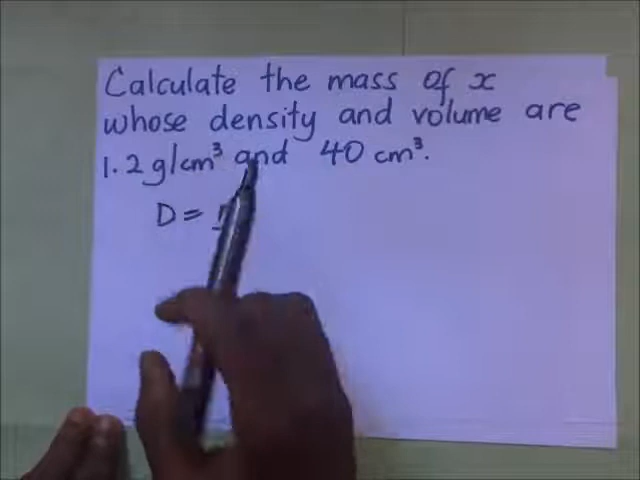 Calculate the mass of x
whose density and volume are
1.2 g/cm³ and 40 cm³.
D =